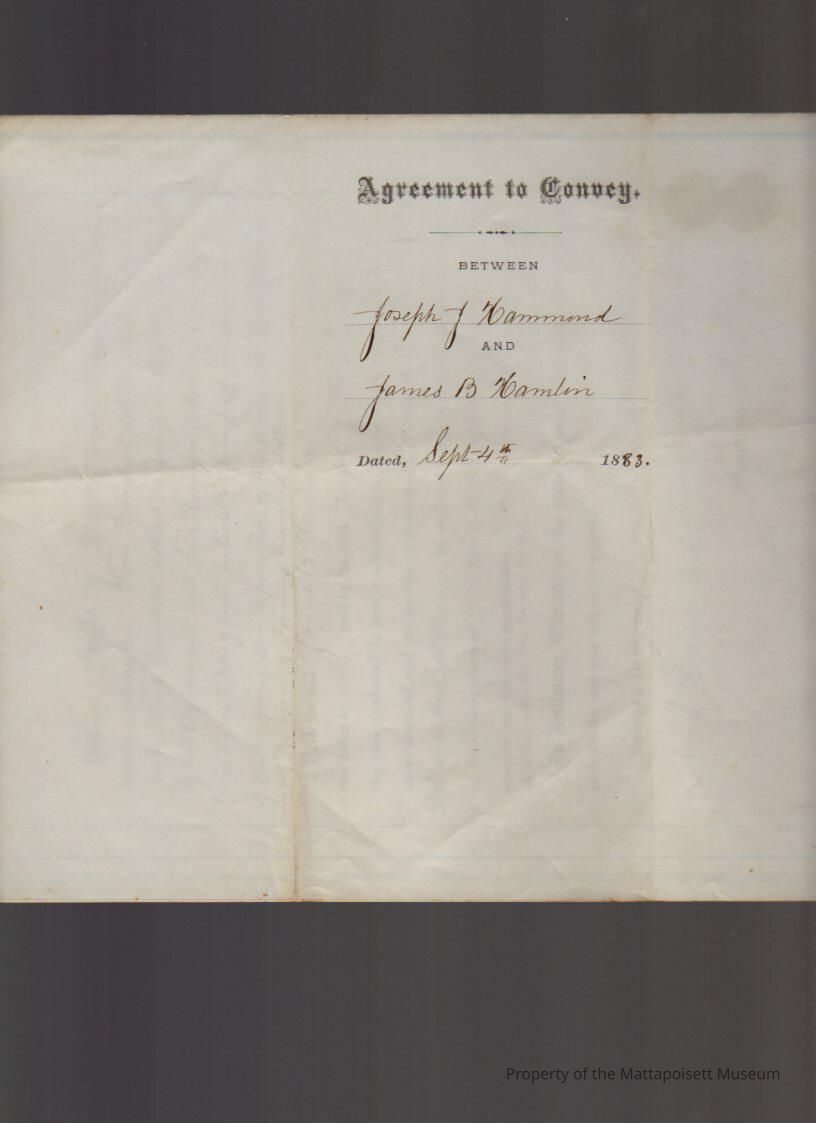 Agreement to Convey.
BETWEEN
Joseph J Hammond
AND
James B Hamlin
Dated, Sept 4th 1883.
Property of the Mattapoisett Museum